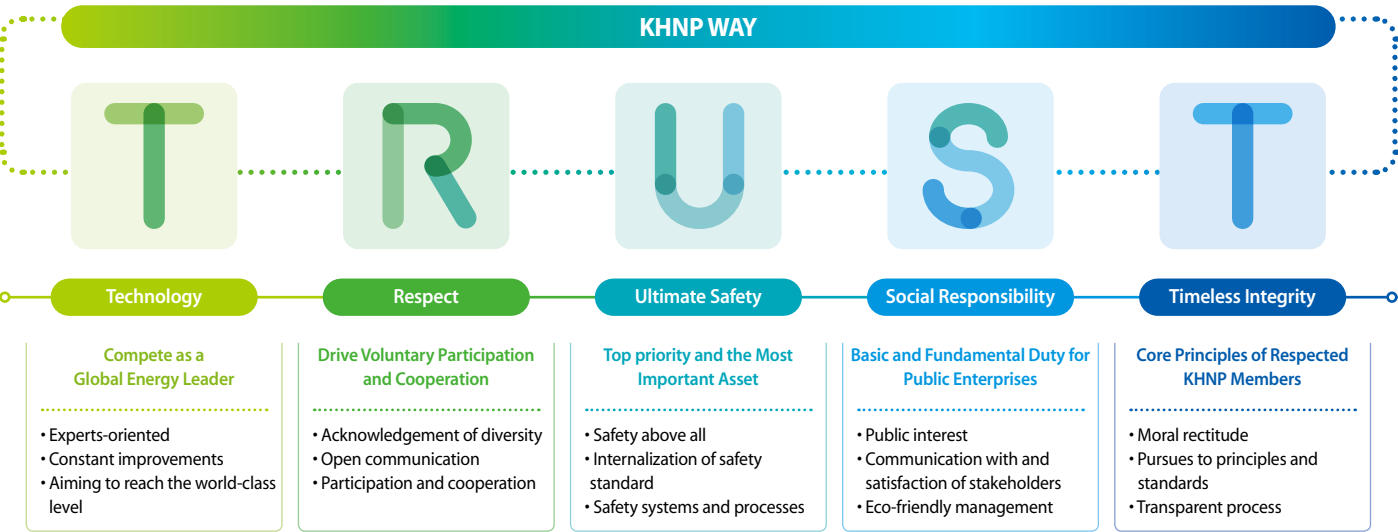 KHNP WAY
T R U S T
Technology
Respect
Ultimate Safety
Social Responsibility
Timeless Integrity
Compete as a
Global Energy Leader
• Experts-oriented
• Constant improvements
• Aiming to reach the world-class
level
Drive Voluntary Participation
and Cooperation
• Acknowledgement of diversity
• Open communication
• Participation and cooperation
Top priority and the Most
Important Asset
• Safety above all
• Internalization of safety
standard
• Safety systems and processes
Basic and Fundamental Duty for
Public Enterprises
• Public interest
• Communication with and
satisfaction of stakeholders
• Eco-friendly management
Core Principles of Respected
KHNP Members
• Moral rectitude
• Pursues to principles and
standards
• Transparent process